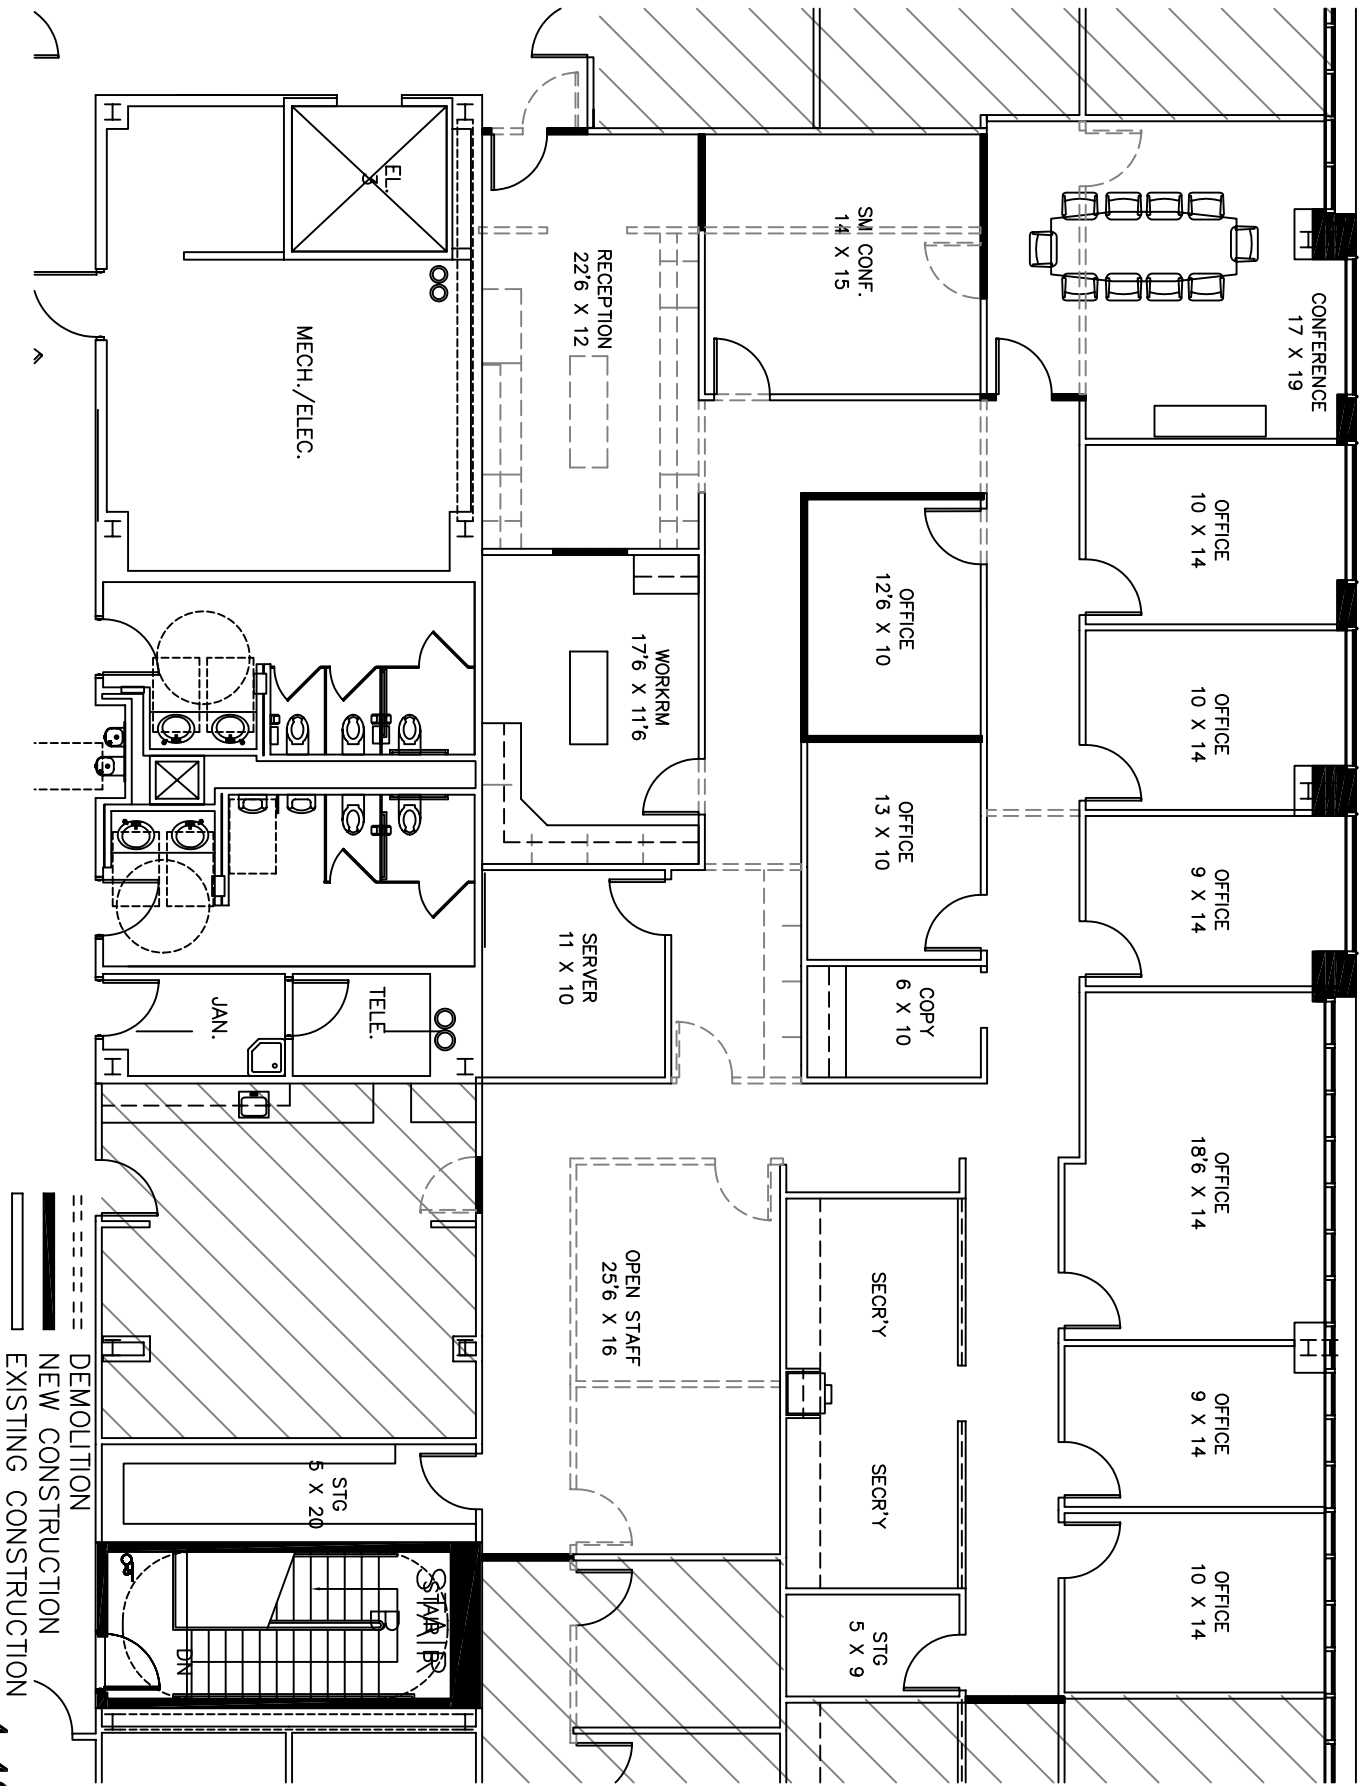 CONFERENCE
17 X 19
OFFICE
10 X 14
OFFICE
10 X 14
OFFICE
9 X 14
OFFICE
18'6 X 14
OFFICE
9 X 14
OFFICE
10 X 14
SM CONF.
14 X 15
OFFICE
12'6 X 10
OFFICE
13 X 10
COPY
6 X 10
SECR'Y
SECR'Y
STG
5 X 9
RECEPTION
22'6 X 12
WORKRM
17'6 X 11'6
SERVER
11 X 10
OPEN STAFF
25'6 X 16
EL.
MECH./ELEC.
TELE.
JAN.
STG
5 X 20
STAIR
DN
DEMOLITION
NEW CONSTRUCTION
EXISTING CONSTRUCTION